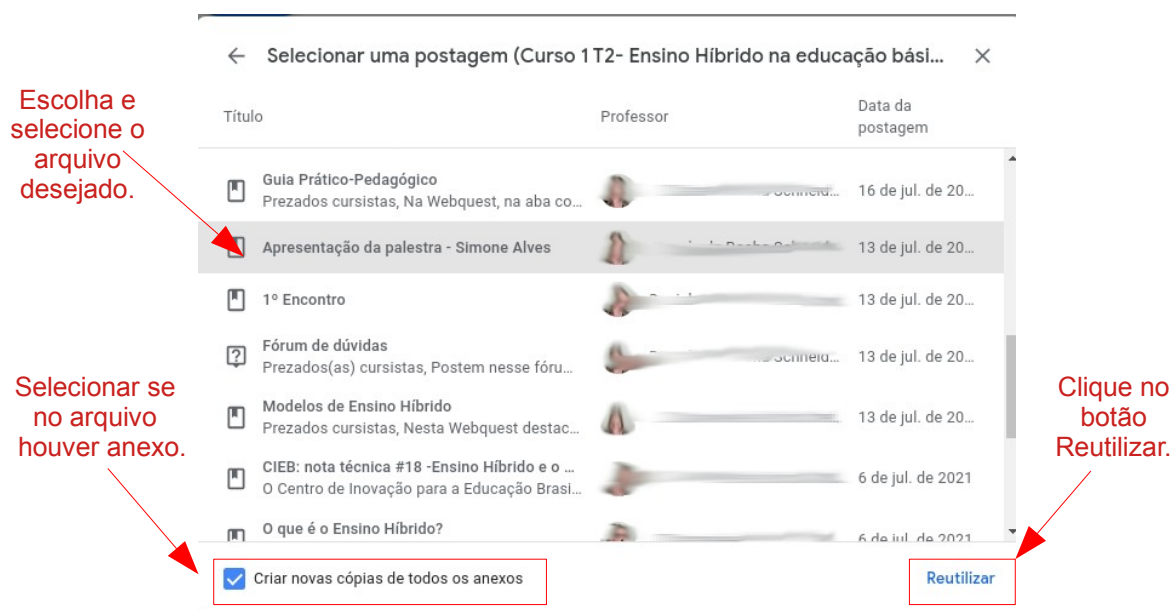 Selecionar uma postagem (Curso 1 T2- Ensino Híbrido na educação bási...
Escolha e
selecione o
arquivo
desejado.
Título
Professor
Data da
postagem
Guia Prático-Pedagógico
Prezados cursistas, Na Webquest, na aba co...
16 de jul. de 20...
Apresentação da palestra - Simone Alves
13 de jul. de 20...
1º Encontro
13 de jul. de 20...
Fórum de dúvidas
Prezados(as) cursistas, Postem nesse fóru...
13 de jul. de 20...
Modelos de Ensino Híbrido
Prezados cursistas, Nesta Webquest destac...
13 de jul. de 20...
CIEB: nota técnica #18 -Ensino Híbrido e o ...
O Centro de Inovação para a Educação Brasi...
6 de jul. de 2021
O que é o Ensino Híbrido?
6 de jul. de 2021
Selecionar se
no arquivo
houver anexo.
Clique no
botão
Reutilizar.
Criar novas cópias de todos os anexos
Reutilizar